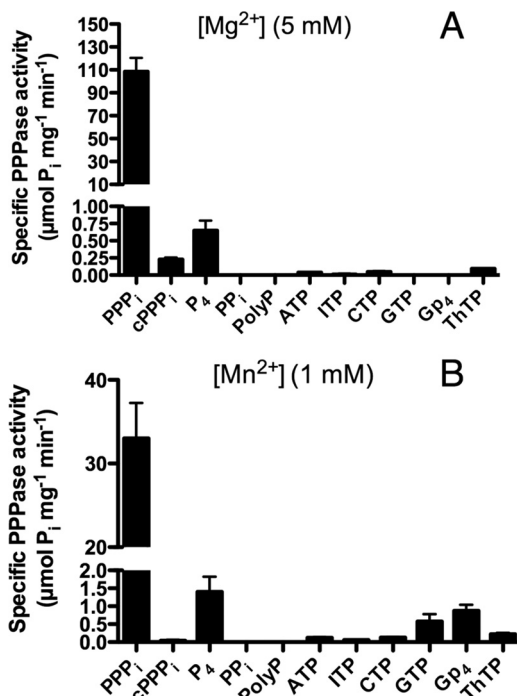 [Mg²⁺] (5 mM)
A
Specific PPPase activity
(µmol Pᵢ mg⁻¹ min⁻¹)
150
130
110
90
70
50
30
10
1.00
0.75
0.50
0.25
0.00
PPPᵢ
cPPPᵢ
P₄
PPᵢ
PolyP
ATP
ITP
CTP
GTP
Gp₄
ThTP
[Mn²⁺] (1 mM)
B
Specific PPPase activity
(µmol Pᵢ mg⁻¹ min⁻¹)
40
30
20
2.0
1.5
1.0
0.5
0.0
PPPᵢ
cPPPᵢ
P₄
PPᵢ
PolyP
ATP
ITP
CTP
GTP
Gp₄
ThTP